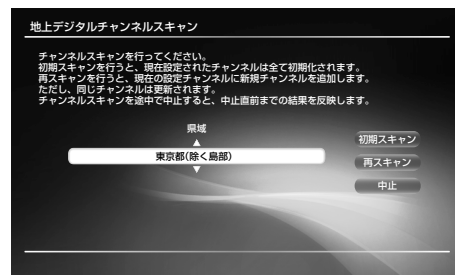 地上デジタルチャンネルスキャン
チャンネルスキャンを行ってください。
初期スキャンを行うと、現在設定されたチャンネルは全て初期化されます。
再スキャンを行うと、現在の設定チャンネルに新規チャンネルを追加します。
ただし、同じチャンネルは更新されます。
チャンネルスキャンを途中で中止すると、中止直前までの結果を反映します。
県域
東京都(除く島部)
初期スキャン
再スキャン
中止